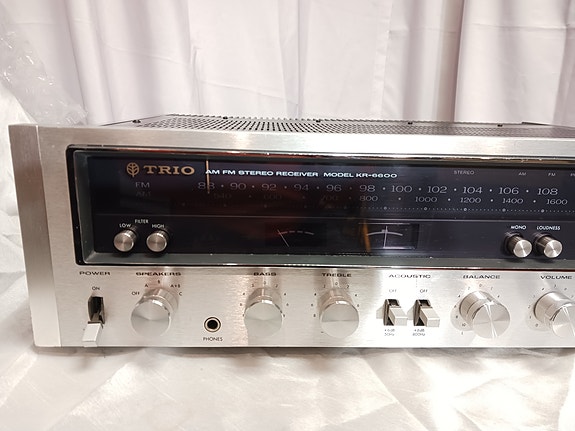 TRIO AM FM STEREO RECEIVER MODEL KR-6600
STEREO AM FM
FM 88 90 92 94 96 98 100 102 104 106 108
AM 800 1000 1200 1400 1600
FILTER
LOW HIGH
MONO LOUDNESS
POWER SPEAKERS BASS TREBLE ACOUSTIC BALANCE VOLUME
ON
OFF OFF
PHONES